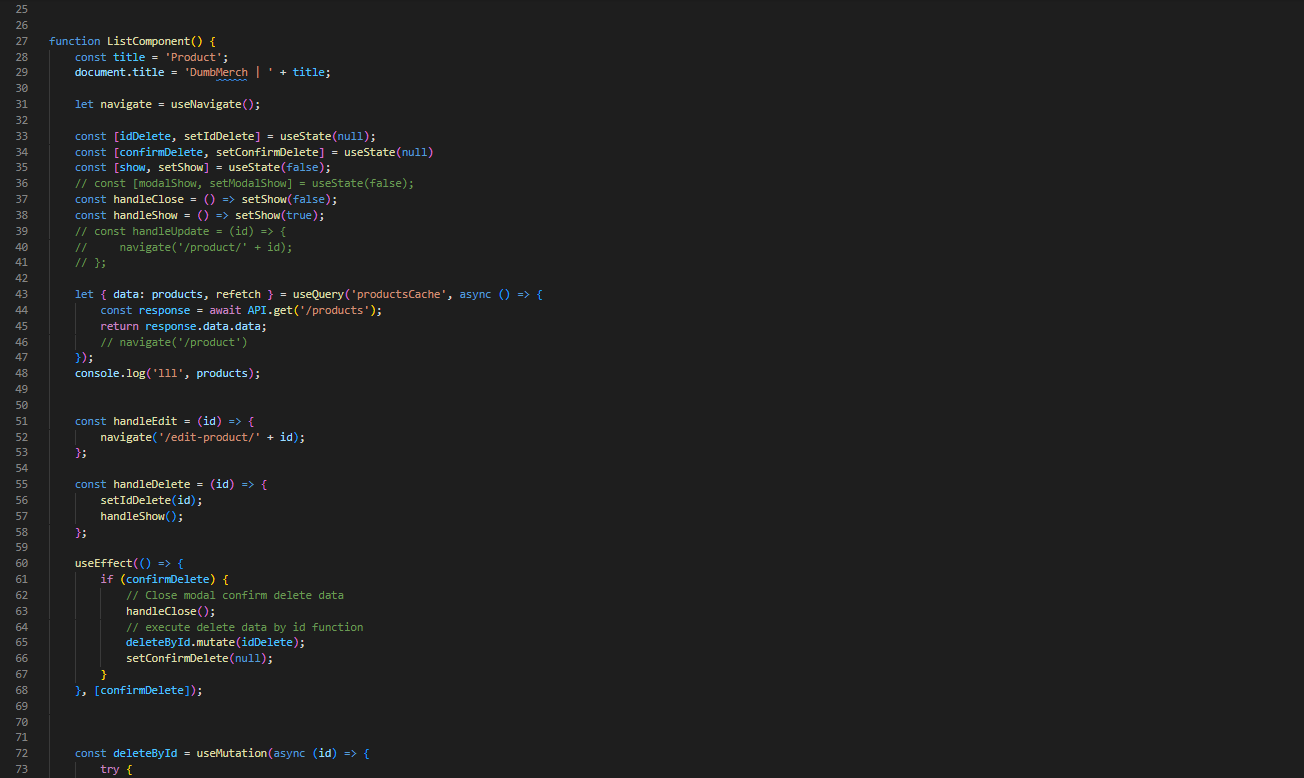 25
26
27 function ListComponent() {
28 const title = 'Product';
29 document.title = 'DumbMerch | ' + title;
30
31 let navigate = useNavigate();
32
33 const [idDelete, setIdDelete] = useState(null);
34 const [confirmDelete, setConfirmDelete] = useState(null)
35 const [show, setShow] = useState(false);
36 // const [modalShow, setModalShow] = useState(false);
37 const handleClose = () => setShow(false);
38 const handleShow = () => setShow(true);
39 // const handleUpdate = (id) => {
40 //     navigate('/product/' + id);
41 // };
42
43 let { data: products, refetch } = useQuery('productsCache', async () => {
44 const response = await API.get('/products');
45 return response.data.data;
46 // navigate('/product')
47 });
48 console.log('lll', products);
49
50
51 const handleEdit = (id) => {
52 navigate('/edit-product/' + id);
53 };
54
55 const handleDelete = (id) => {
56 setIdDelete(id);
57 handleShow();
58 };
59
60 useEffect(() => {
61 if (confirmDelete) {
62 // Close modal confirm delete data
63 handleClose();
64 // execute delete data by id function
65 deleteById.mutate(idDelete);
66 setConfirmDelete(null);
67 }
68 }, [confirmDelete]);
69
70
71
72 const deleteById = useMutation(async (id) => {
73 try {